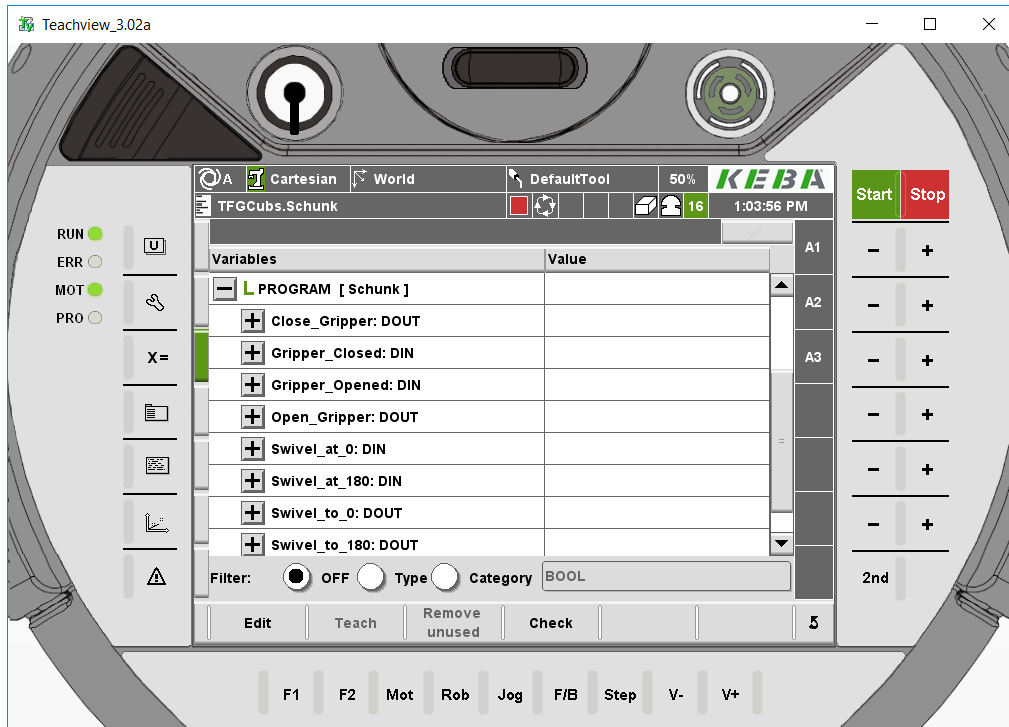 Teachview_3.02a
A Cartesian World DefaultTool 50% KEBA
TFGCubs.Schunk 16 1:03:56 PM
Start Stop
RUN
ERR
MOT
PRO
U
X=
Variables Value
PROGRAM [ Schunk ]
Close_Gripper: DOUT
Gripper_Closed: DIN
Gripper_Opened: DIN
Open_Gripper: DOUT
Swivel_at_0: DIN
Swivel_at_180: DIN
Swivel_to_0: DOUT
Swivel_to_180: DOUT
Filter: OFF Type Category BOOL
Edit Teach Remove unused Check
A1
A2
A3
- +
- +
- +
- +
- +
- +
2nd
F1 F2 Mot Rob Jog F/B Step V- V+